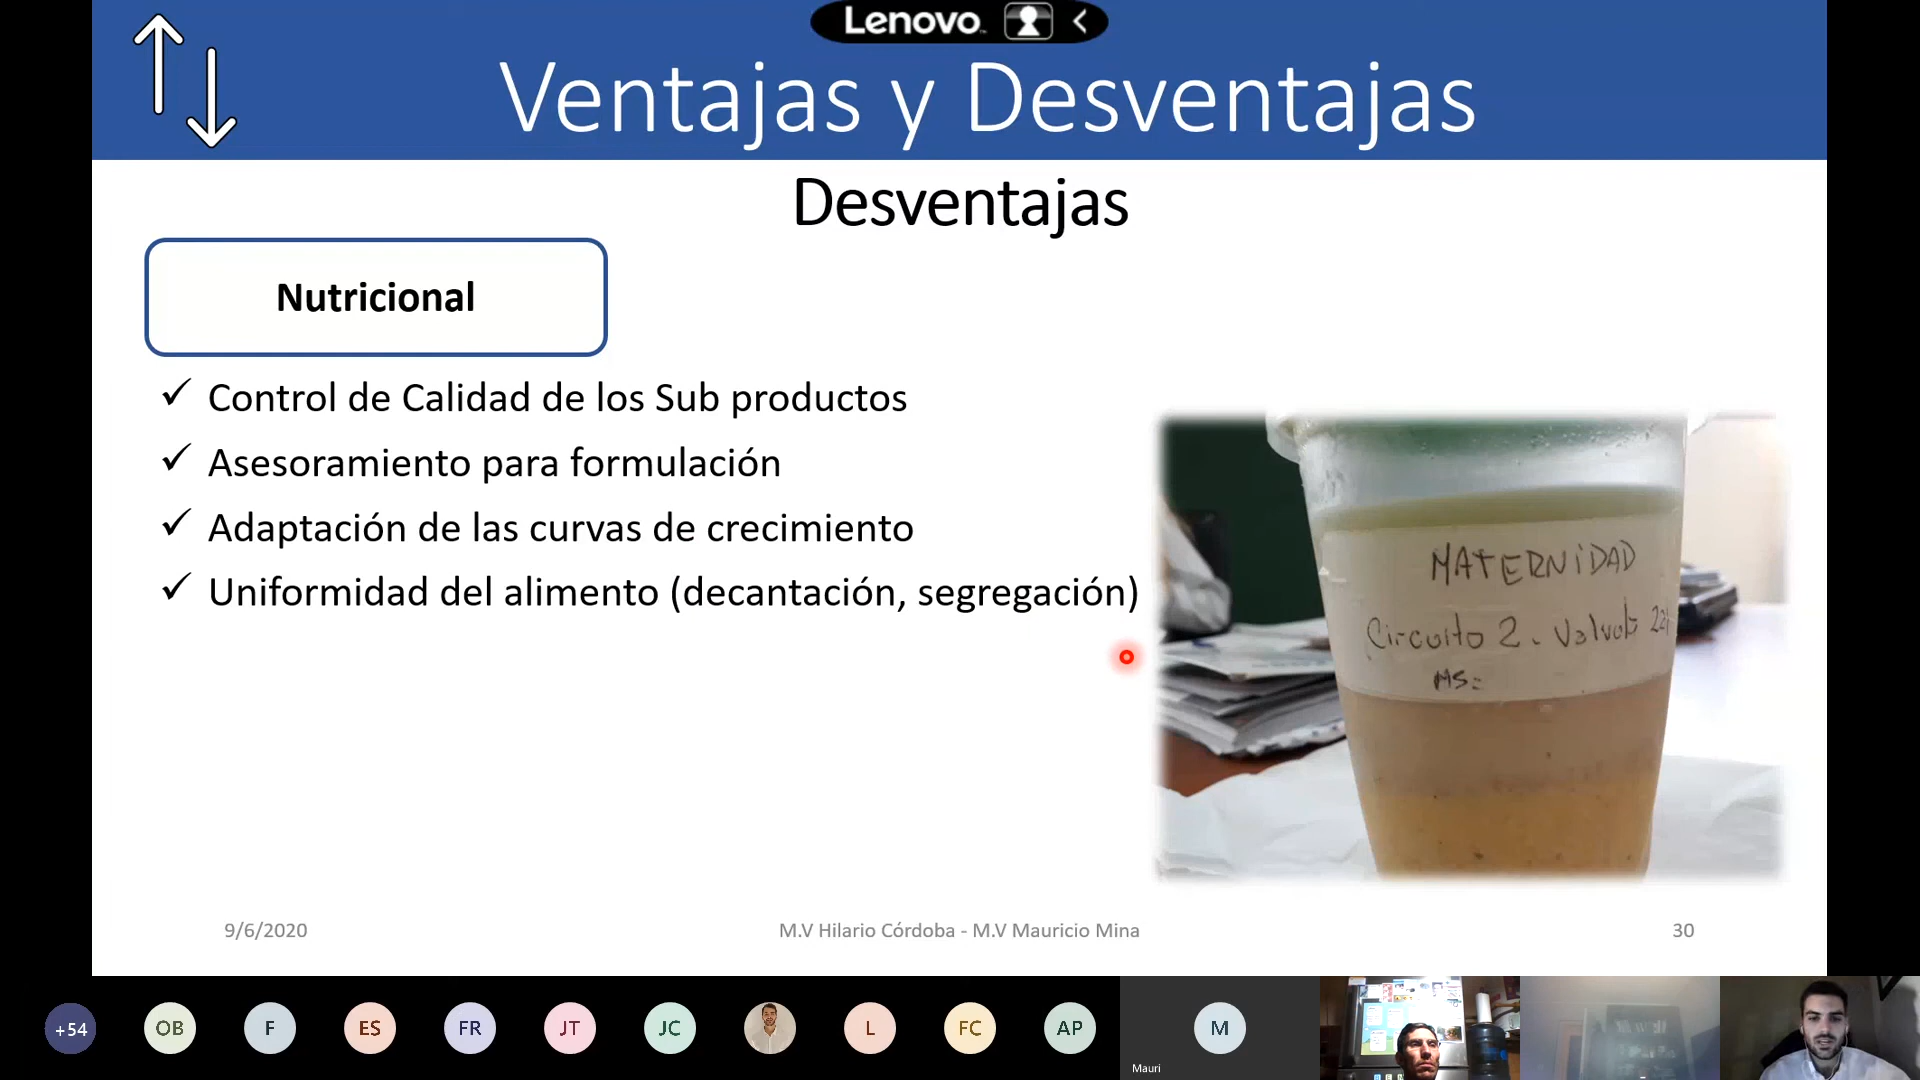 Lenovo
Ventajas y Desventajas
Desventajas
Nutricional
✓ Control de Calidad de los Sub productos
✓ Asesoramiento para formulación
✓ Adaptación de las curvas de crecimiento
✓ Uniformidad del alimento (decantación, segregación)
MATERNIDAD
Circuito 2. Valvula
MS:
9/6/2020
M.V Hilario Córdoba - M.V Mauricio Mina
30
+54
OB
F
ES
FR
JT
JC
L
FC
AP
M
Mauri